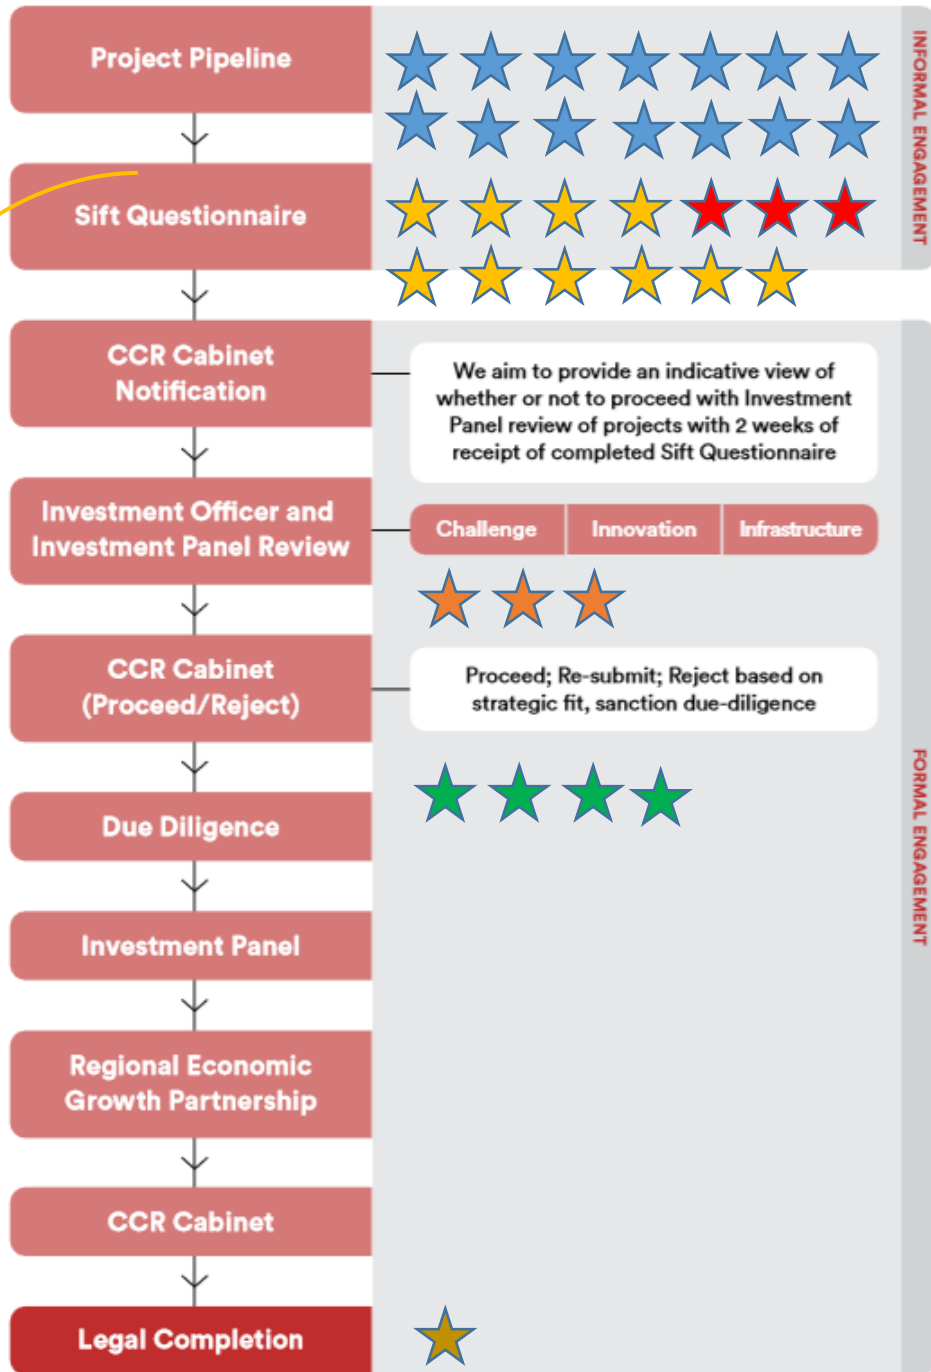 Project Pipeline
INFORMAL ENGAGEMENT
Sift Questionnaire
CCR Cabinet
Notification
We aim to provide an indicative view of
whether or not to proceed with Investment
Panel review of projects with 2 weeks of
receipt of completed Sift Questionnaire
Investment Officer and
Investment Panel Review
Challenge
Innovation
Infrastructure
CCR Cabinet
(Proceed/Reject)
Proceed; Re-submit; Reject based on
strategic fit, sanction due-diligence
FORMAL ENGAGEMENT
Due Diligence
Investment Panel
Regional Economic
Growth Partnership
CCR Cabinet
Legal Completion